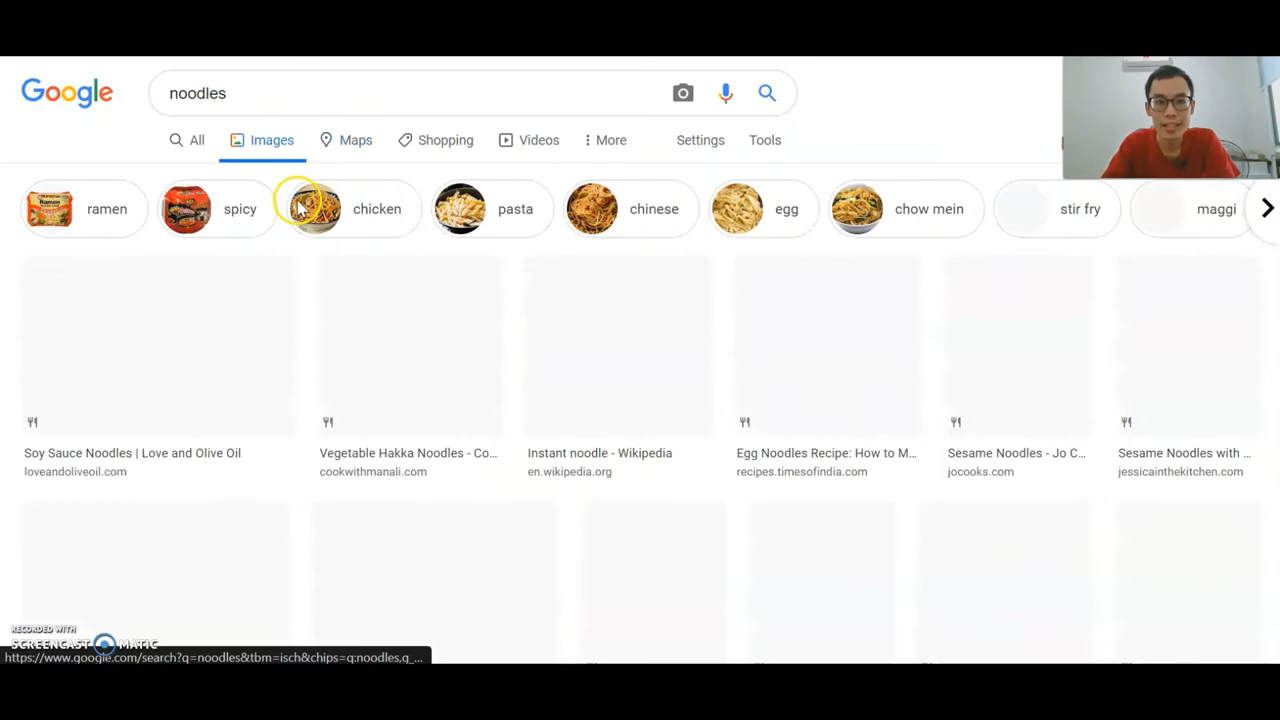 Google
noodles
All Images Maps Shopping Videos More Settings Tools
ramen spicy chicken pasta chinese egg chow mein stir fry maggi
Soy Sauce Noodles | Love and Olive Oil
loveandoliveoil.com
Vegetable Hakka Noodles - Co...
cookwithmanali.com
Instant noodle - Wikipedia
en.wikipedia.org
Egg Noodles Recipe: How to M...
recipes.timesofindia.com
Sesame Noodles - Jo C...
jocooks.com
Sesame Noodles with ...
jessicainthekitchen.com
RECORDED WITH
SCREENCAST MATIC
https://www.google.com/search?q=noodles&tbm=isch&chips=q:noodles,g_...